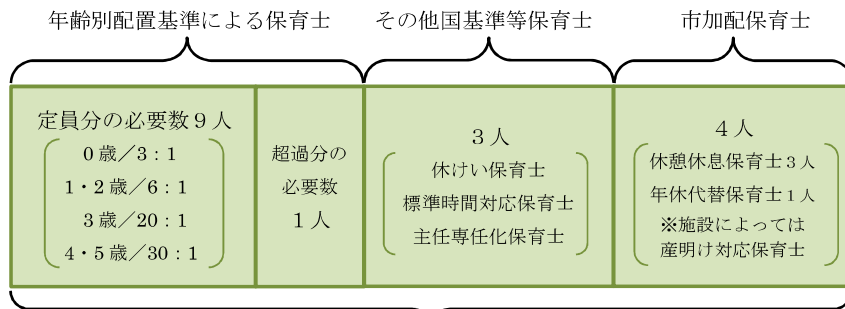 年齢別配置基準による保育士
その他国基準等保育士
市加配保育士
定員分の必要数9人
0歳／3：1
1・2歳／6：1
3歳／20：1
4・5歳／30：1
超過分の
必要数
1人
3人
休けい保育士
標準時間対応保育士
主任専任化保育士
4人
休憩休息保育士3人
年休代替保育士1人
※施設によっては
産明け対応保育士